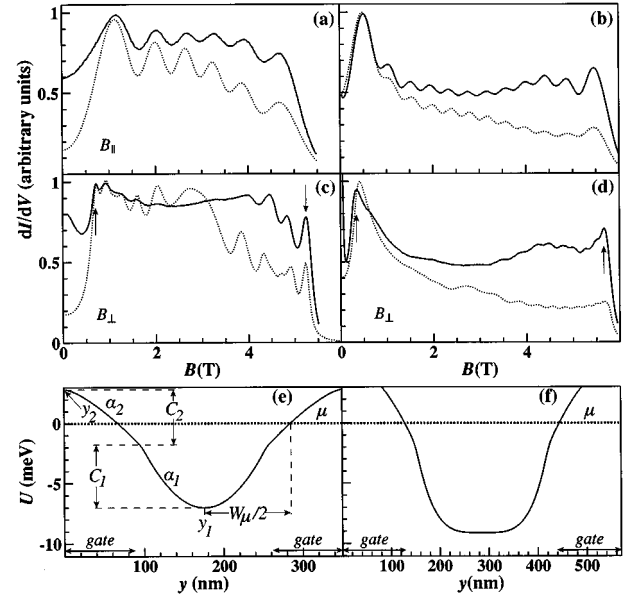 dI/dV (arbitrary units)
(a)
1
0.5
B∥
(b)
(c)
1
0.5
0
B⊥
(d)
B⊥
0 2 4
B(T)
0 2 4
B(T)
(e)
y₂
α₂
C₂
μ
0
U (meV)
C₁
α₁
-5
y₁
Wμ/2
-10
gate
gate
0 100 200 300
y (nm)
(f)
μ
gate
gate
100 200 300 400 500
y(nm)